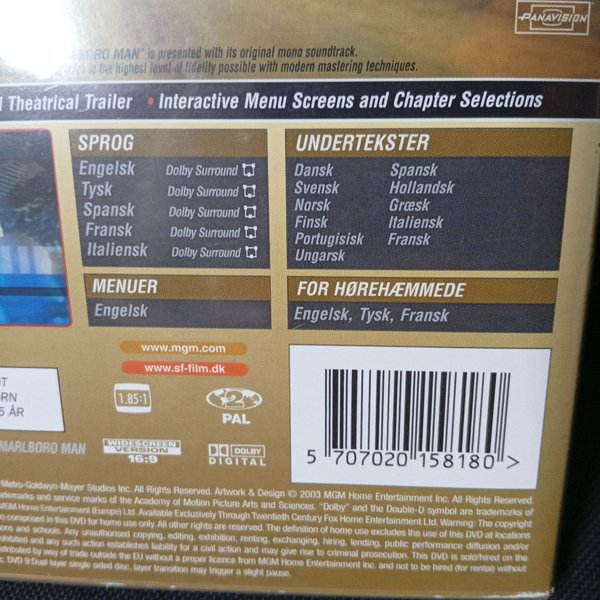 PANAVISION
MAN" is presented with its original mono soundtrack.
to the highest level of fidelity possible with modern mastering techniques.
Theatrical Trailer • Interactive Menu Screens and Chapter Selections
SPROG
Engelsk Dolby Surround
Tysk Dolby Surround
Spansk Dolby Surround
Fransk Dolby Surround
Italiensk Dolby Surround
UNDERTEKSTER
Dansk Spansk
Svensk Hollandsk
Norsk Græsk
Finsk Italiensk
Portugisisk Fransk
Ungarsk
MENUER
Engelsk
FOR HØREHÆMMEDE
Engelsk, Tysk, Fransk
www.mgm.com
www.sf-film.dk
ÅR
1.85:1
2
PAL
MARLBORO MAN
WIDESCREEN
VERSION
16:9
DOLBY
DIGITAL
5 707020 158180 >
Metro-Goldwyn-Mayer Studios Inc. All Rights Reserved. Artwork & Design © 2003 MGM Home Entertainment Inc. All Rights Reserved.
trademarks and service marks of the Academy of Motion Picture Arts and Sciences. "Dolby" and the Double-D symbol are trademarks of
MGM Home Entertainment (Europe) Ltd. Available Exclusively Through Twentieth Century Fox Home Entertainment Ltd. Warning: The copyright
comprised in this DVD for home use only. All other rights are reserved. The definition of home use excludes the use of this DVD at locations
and schools. Any unauthorised copying, editing, exhibition, renting, exchanging, hiring, lending, public performance diffusion and/or
prohibited and any such action establishes liability for a civil action and may give rise to criminal prosecution. This DVD is sold/hired on the
distributed by way of trade outside the EU without a proper licence from MGM Home Entertainment Inc. and not to be hired (for rental) without
DVD 9:Dual layer single sided disc, layer transition may trigger a slight pause.